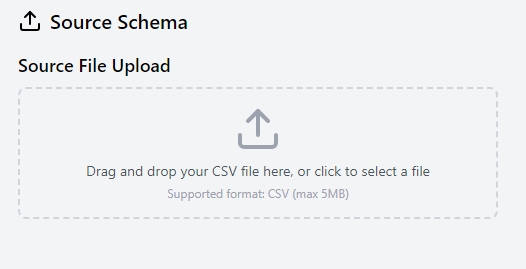 Source Schema
Source File Upload
Drag and drop your CSV file here, or click to select a file
Supported format: CSV (max 5MB)